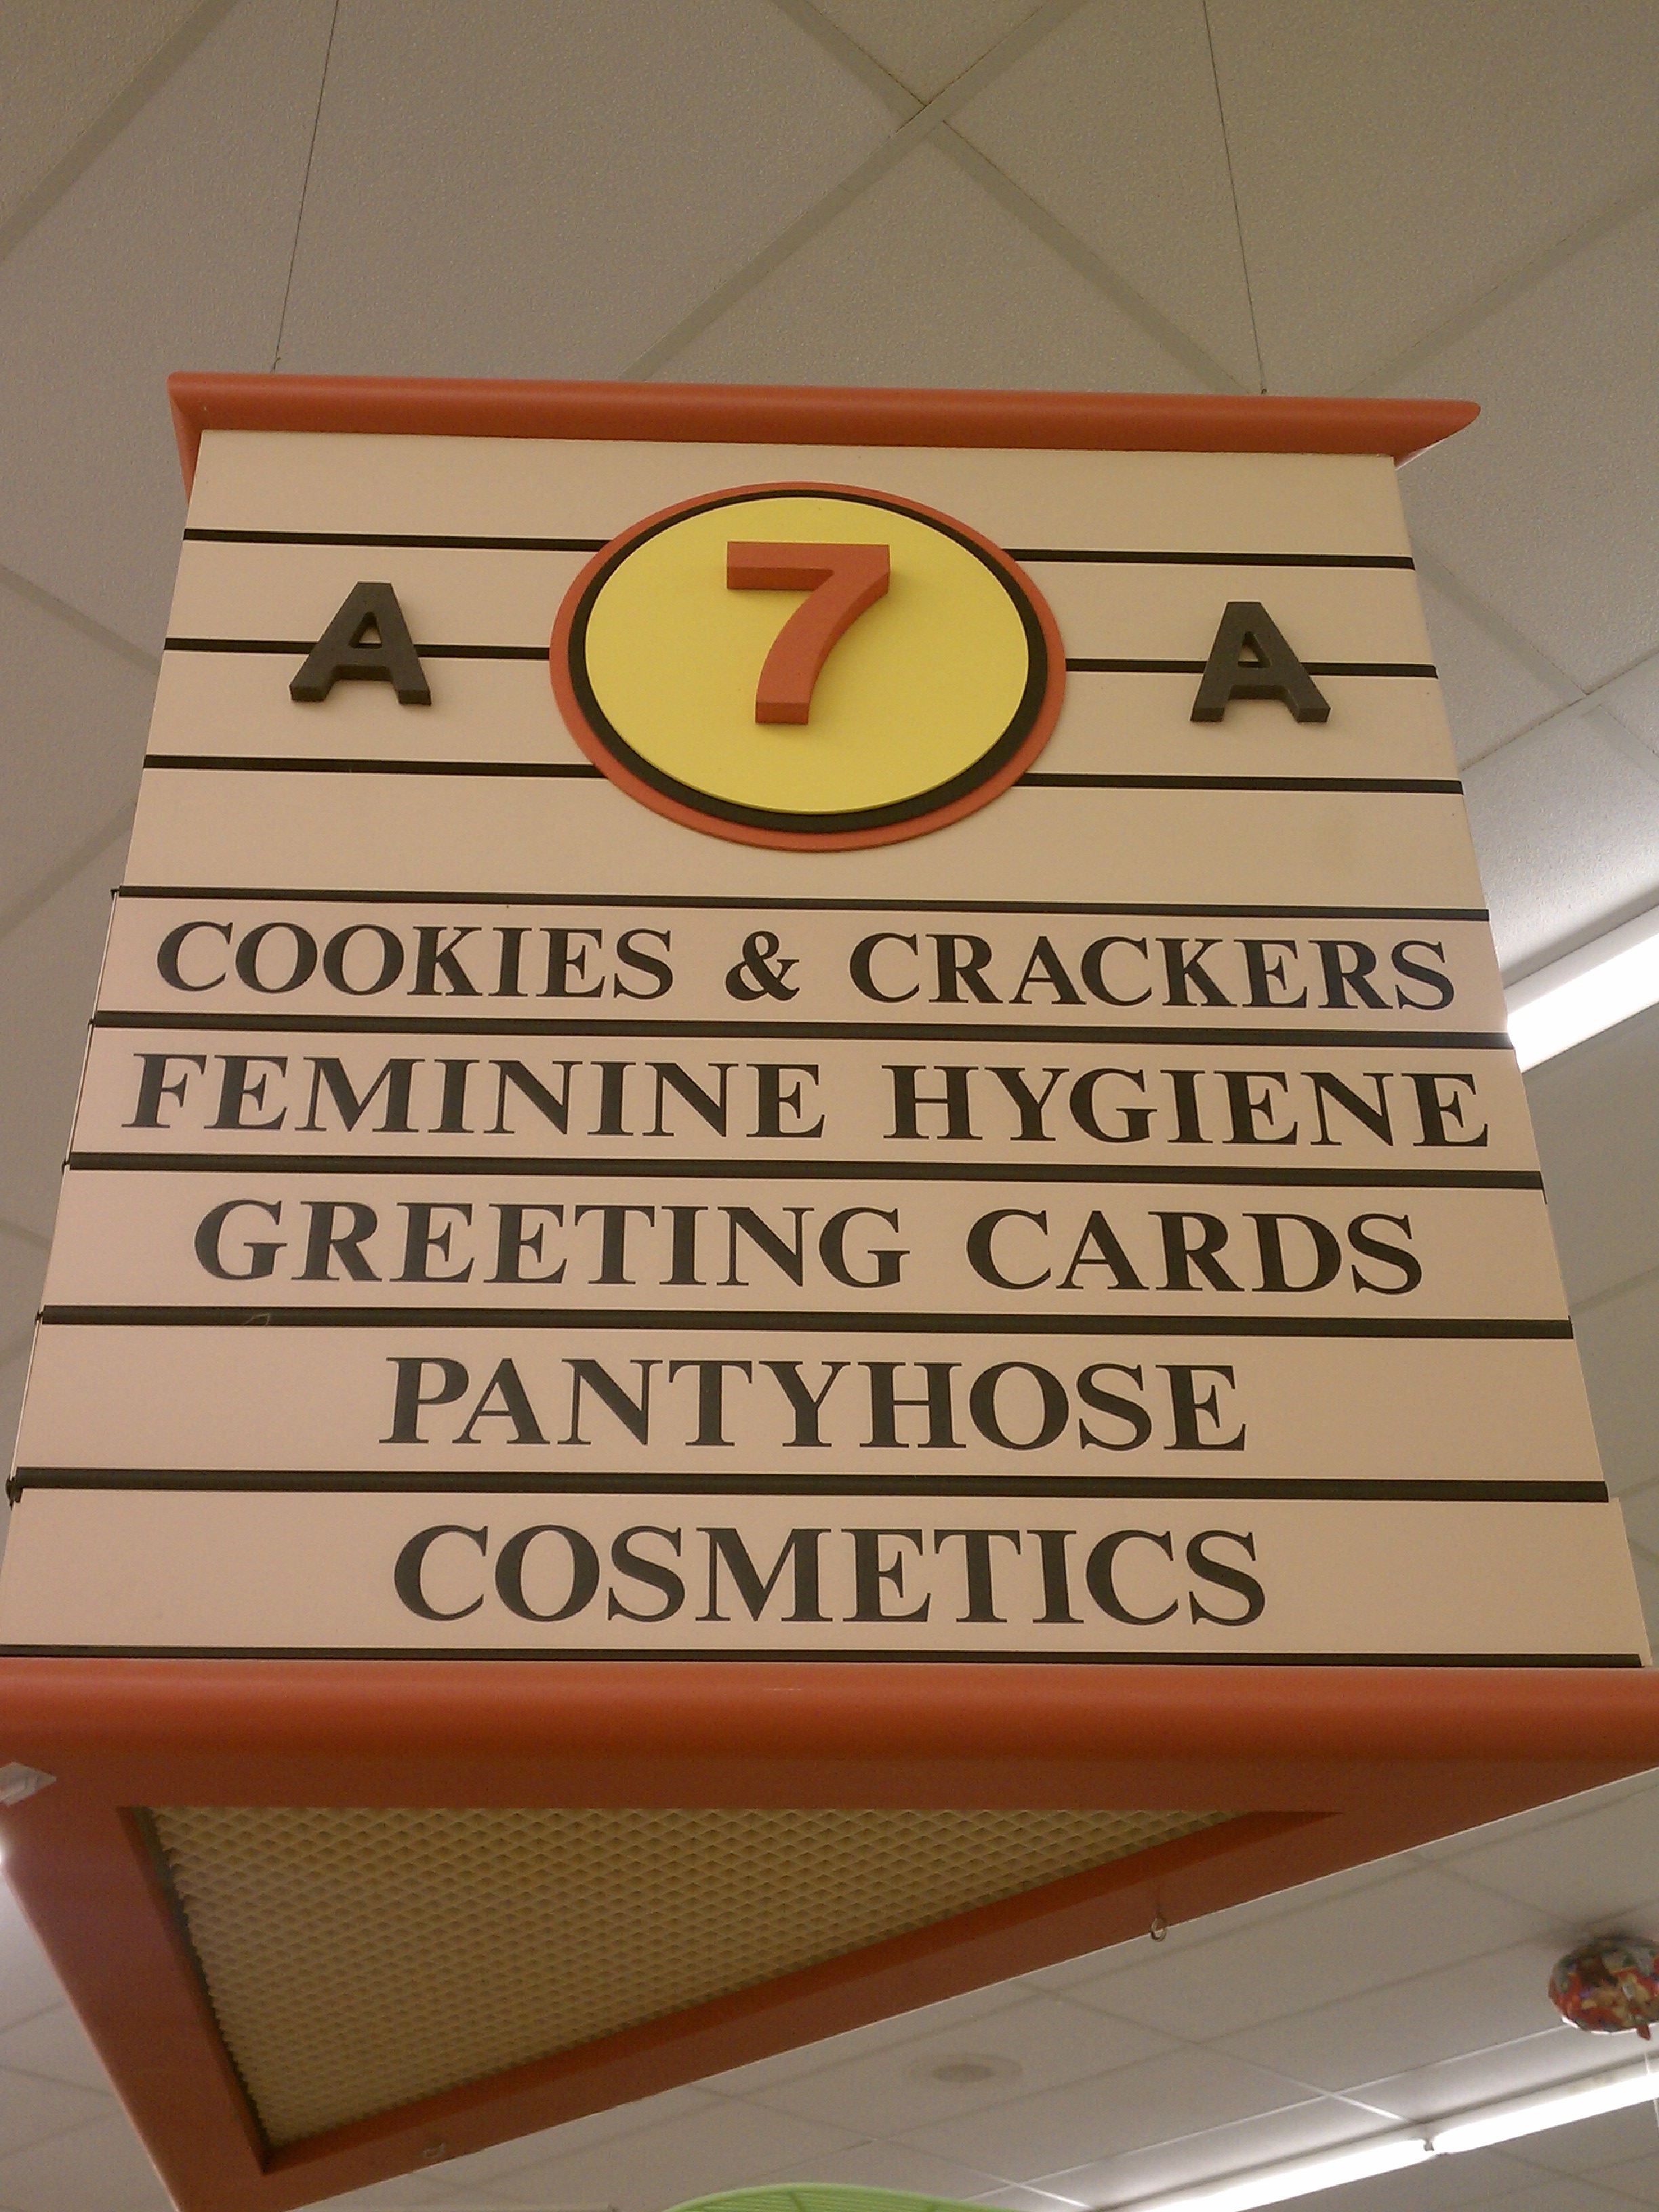 A 7 A
COOKIES & CRACKERS
FEMININE HYGIENE
GREETING CARDS
PANTYHOSE
COSMETICS